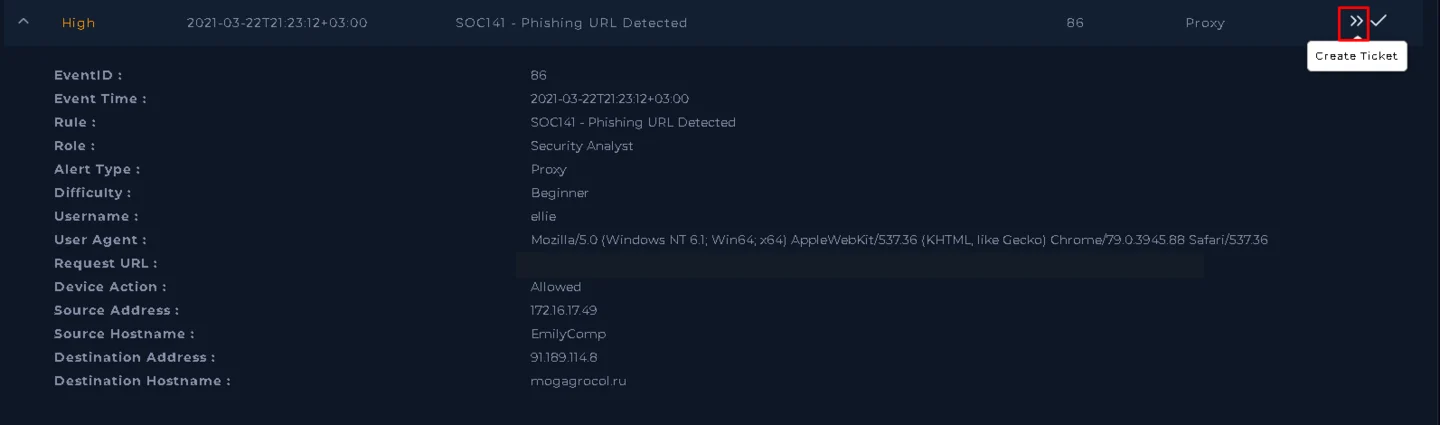 High 2021-03-22T21:23:12+03:00 SOC141 - Phishing URL Detected 86 Proxy
Create Ticket
EventID : 86
Event Time : 2021-03-22T21:23:12+03:00
Rule : SOC141 - Phishing URL Detected
Role : Security Analyst
Alert Type : Proxy
Difficulty : Beginner
Username : ellie
User Agent : Mozilla/5.0 (Windows NT 6.1; Win64; x64) AppleWebKit/537.36 (KHTML, like Gecko) Chrome/79.0.3945.88 Safari/537.36
Request URL :
Device Action : Allowed
Source Address : 172.16.17.49
Source Hostname : EmilyComp
Destination Address : 91.189.114.8
Destination Hostname : mogagrocol.ru